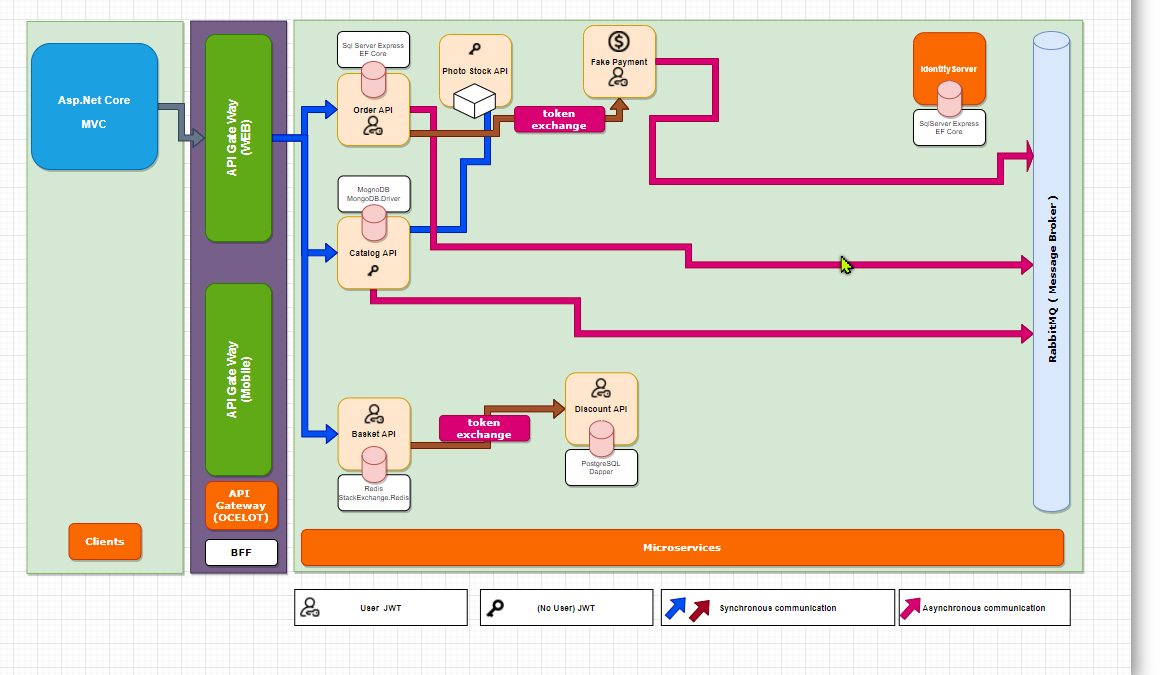 Asp.Net Core
MVC
Clients
API Gate Way
(WEB)
API Gate Way
(Mobile)
API
Gateway
(OCELOT)
BFF
Sql Server Express
EF Core
Order API
Photo Stock API
Fake Payment
token
exchange
IdentityServer
SqlServer Express
EF Core
MognoDB
MongoDB.Driver
Catalog API
Basket API
Redis
StackExchange.Redis
token
exchange
Discount API
PostgreSQL
Dapper
RabbitMQ ( Message Broker )
Microservices
User JWT
(No User) JWT
Synchronous communication
Asynchronous communication